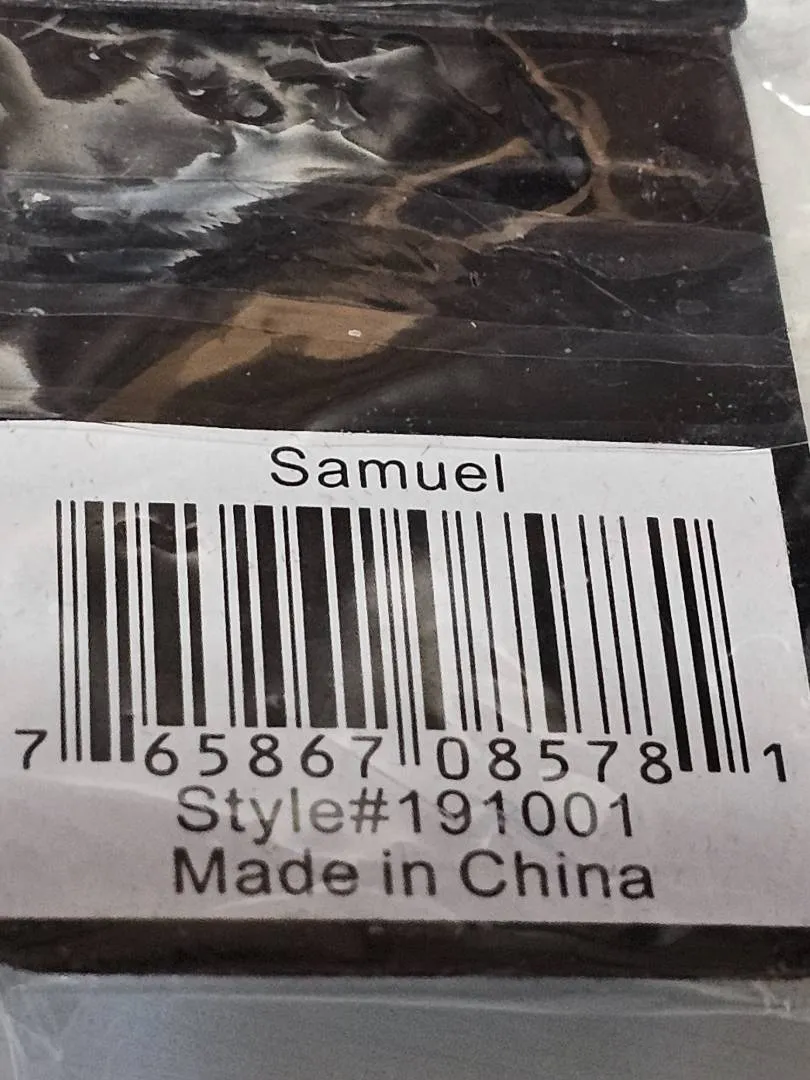 Samuel
7 65867 08578 1
Style#191001
Made in China